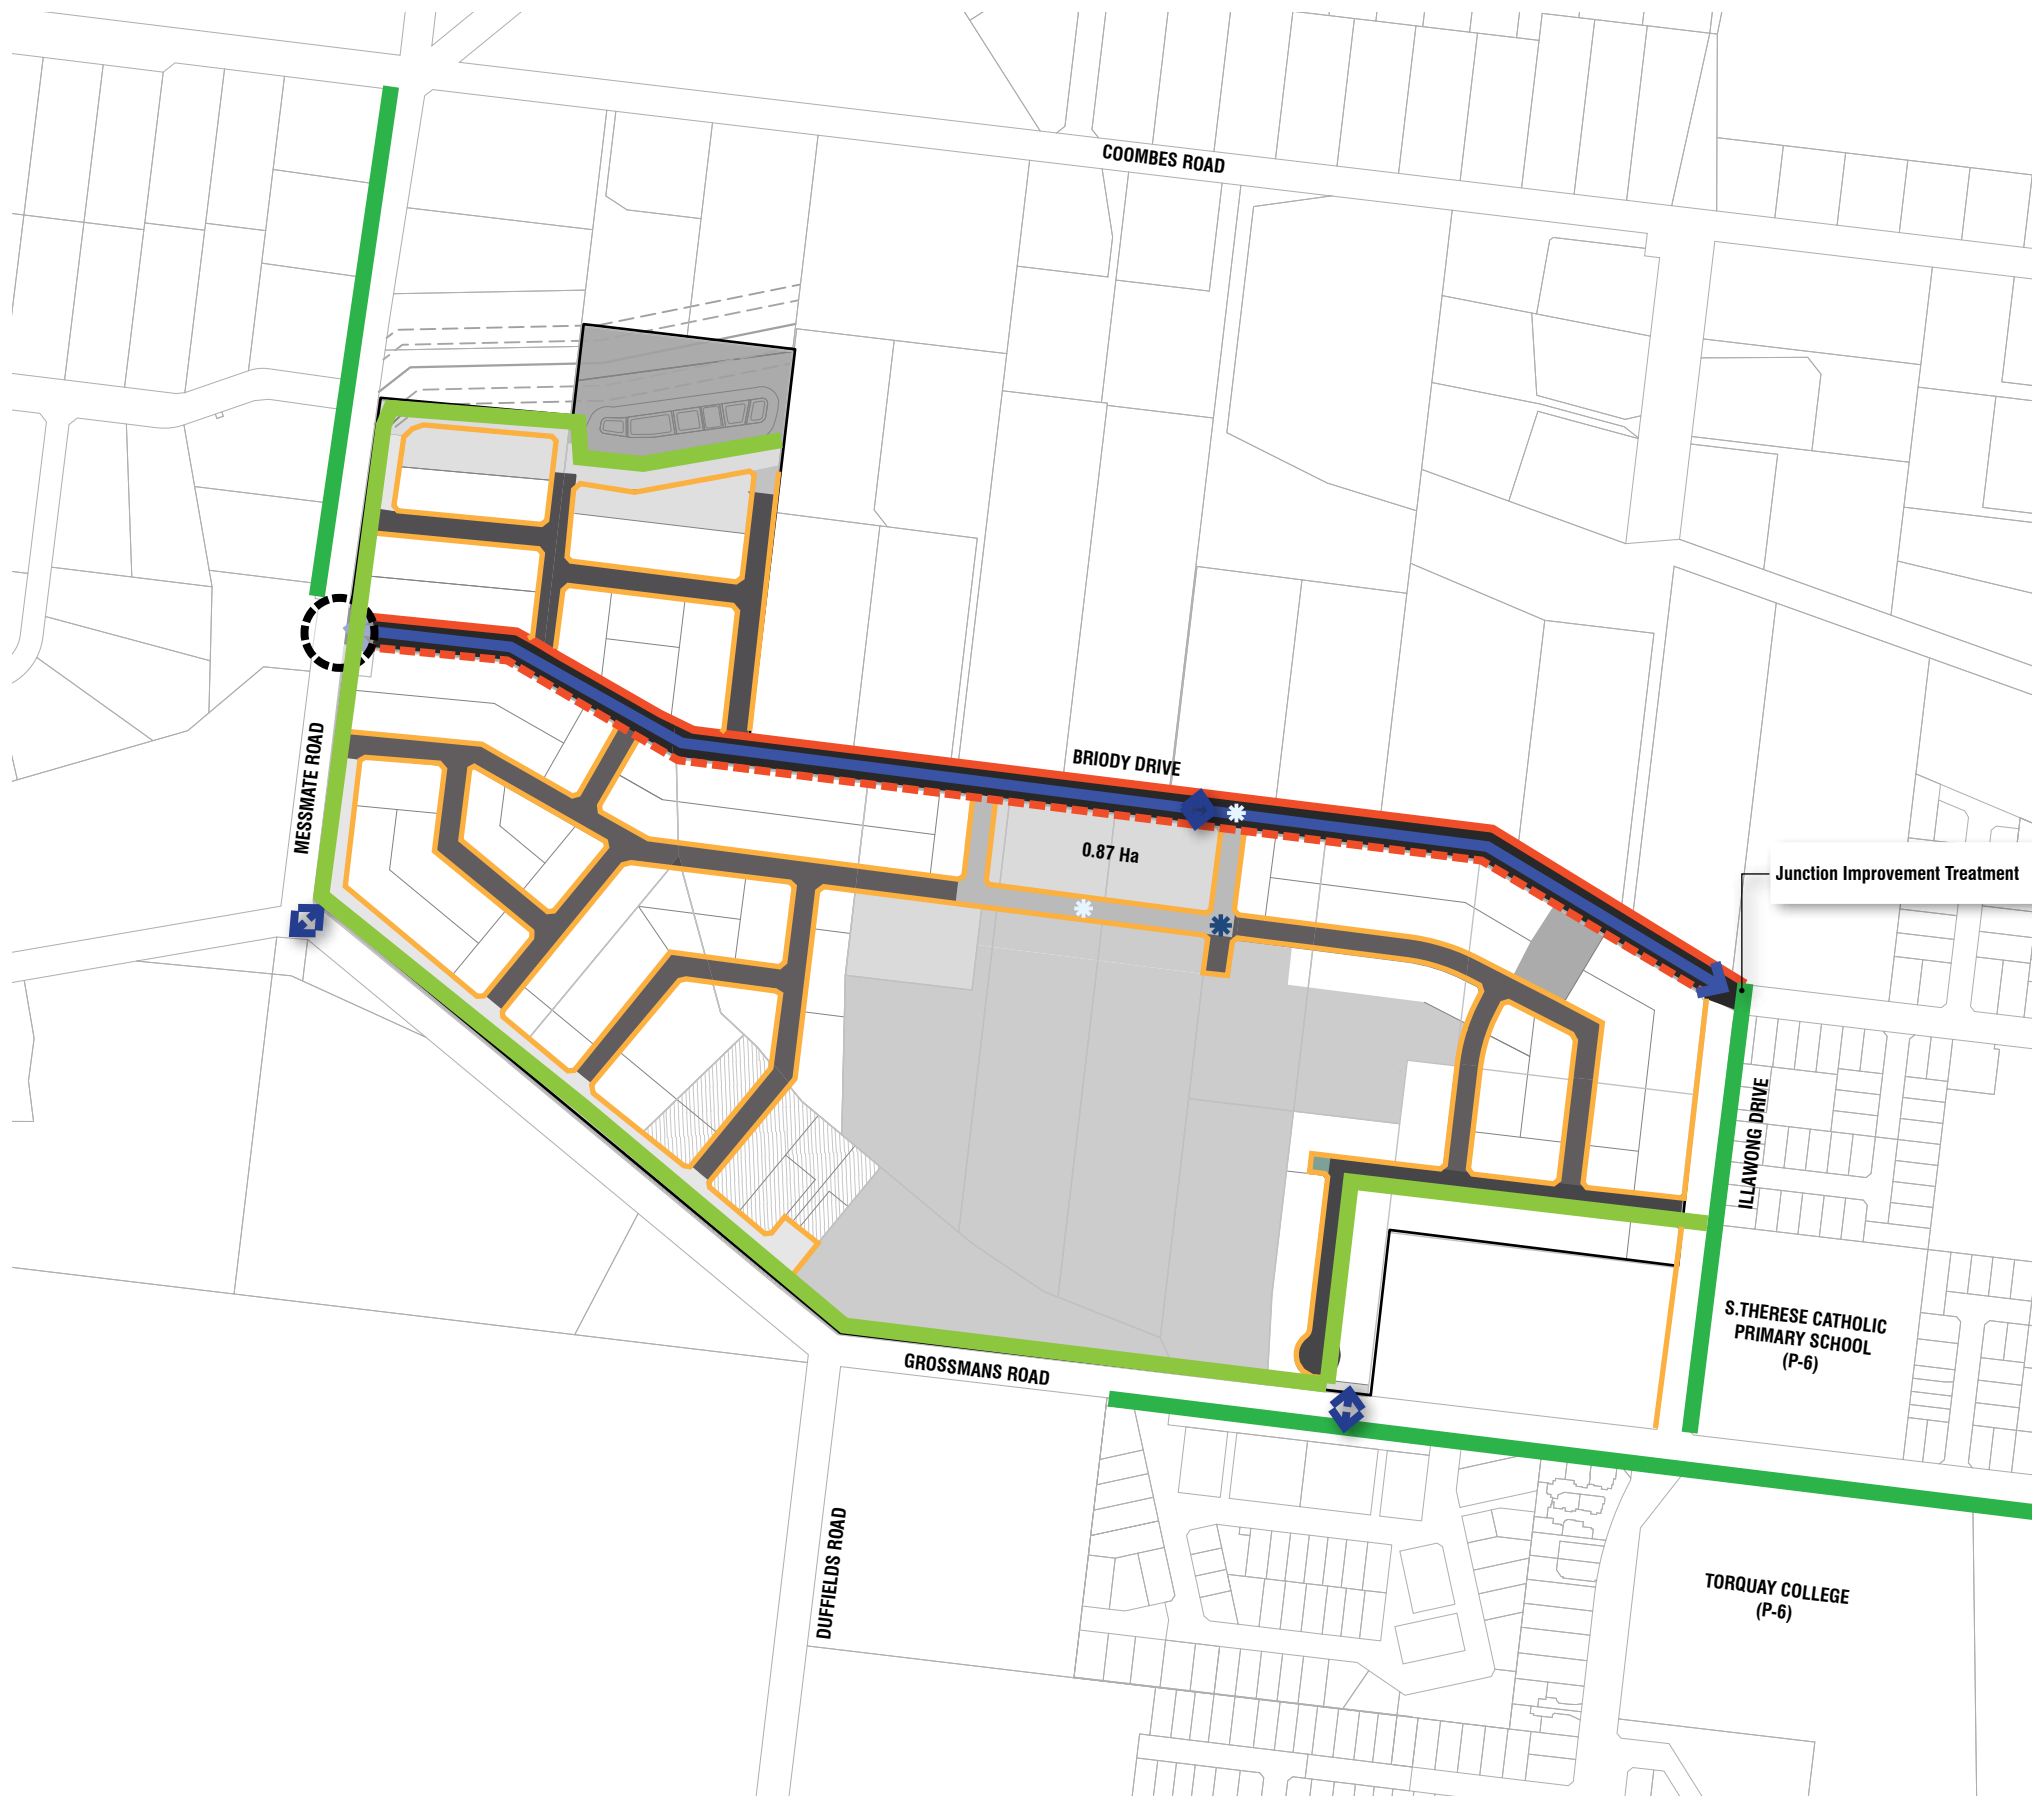 COOMBES ROAD
BRIODY DRIVE
MESSMATE ROAD
0.87 Ha
Junction Improvement Treatment
ILLAWONG DRIVE
S.THERESE CATHOLIC
PRIMARY SCHOOL
(P-6)
GROSSMANS ROAD
DUFFIELDS ROAD
TORQUAY COLLEGE
(P-6)